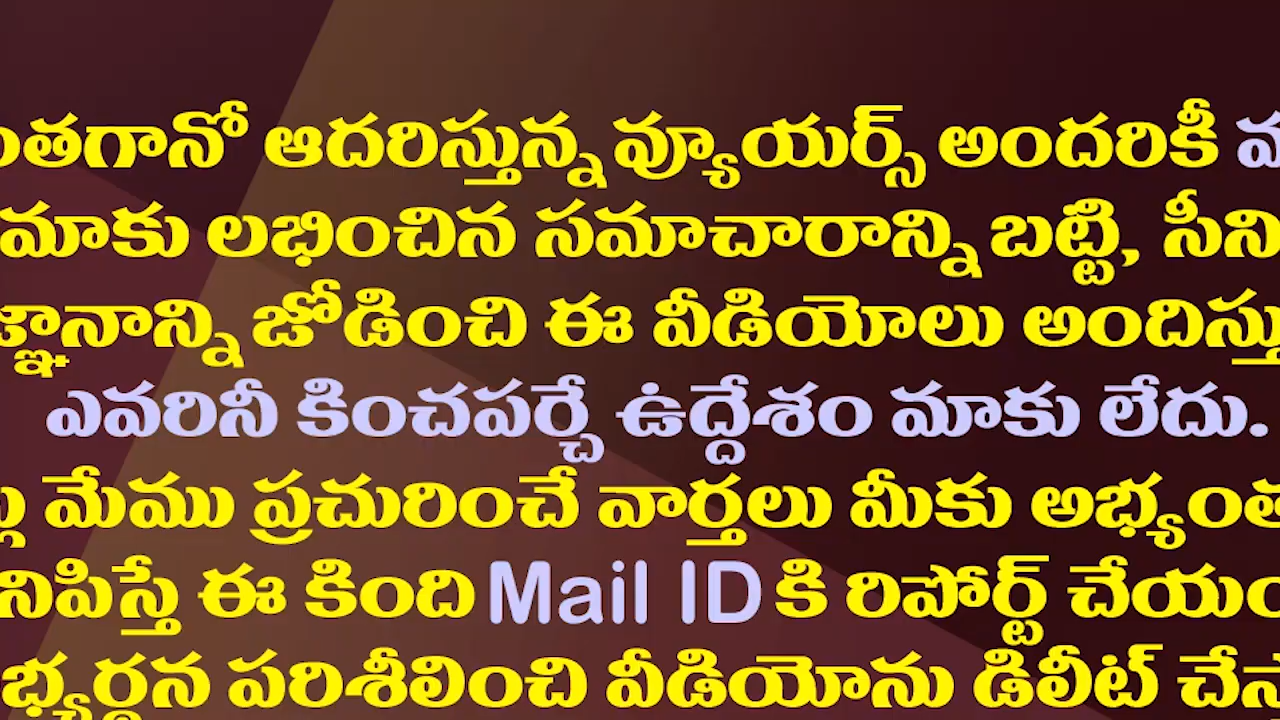 ంతగానో ఆదరిస్తున్న వ్యూయర్స్ అందరికీ
మాకు లభించిన సమాచారాన్ని బట్టి, సీని
జ్ఞానాన్ని జోడించి ఈ వీడియోలు అందిస్తు
ఎవరినీ కించపర్చే ఉద్దేశం మాకు లేదు.
మేము ప్రచురించే వార్తలు మీకు అభ్యంత
నిపిస్తే ఈ కింది Mail ID కి రిపోర్ట్ చేయం
భ్యర్థన పరిశీలించి వీడియోను డిలీట్ చేస